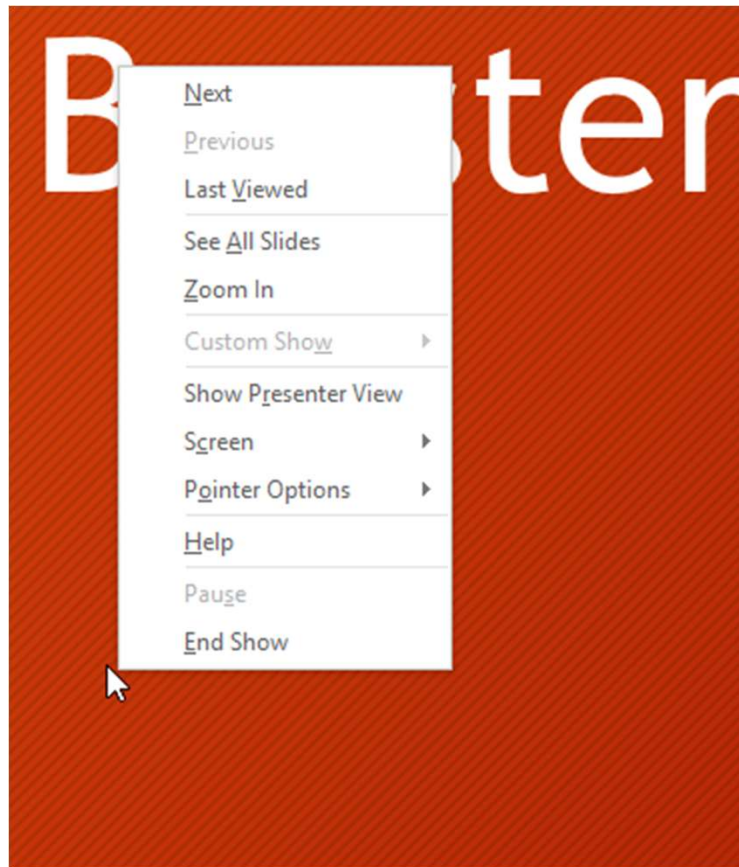 B ster
Next
Previous
Last Viewed
See All Slides
Zoom In
Custom Show
Show Presenter View
Screen
Pointer Options
Help
Pause
End Show